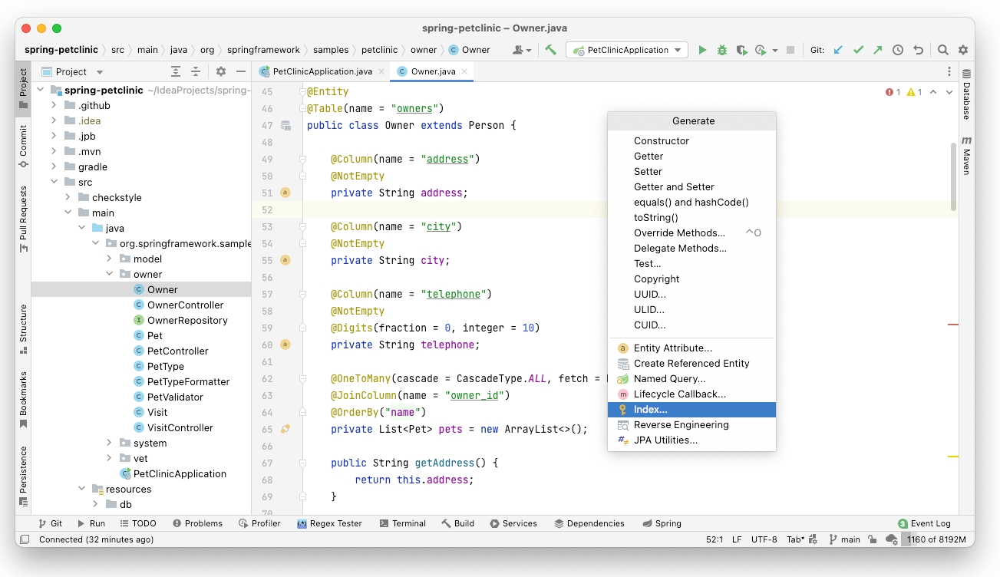 spring-petclinic – Owner.java
spring-petclinic src main java org springframework samples petclinic owner Owner PetClinicApplication Git:
Project
Commit
Pull Requests
Structure
Bookmarks
Persistence
Project
spring-petclinic ~/IdeaProjects/spring-
.github
.idea
.jpb
.mvn
gradle
src
checkstyle
main
java
org.springframework.sample
model
owner
Owner
OwnerController
OwnerRepository
Pet
PetController
PetType
PetTypeFormatter
PetValidator
Visit
VisitController
system
vet
PetClinicApplication
resources
db
PetClinicApplication.java Owner.java
1 1
45 @Entity
46 @Table(name = "owners")
47 public class Owner extends Person {
48
49 @Column(name = "address")
50 @NotEmpty
51 private String address;
52
53 @Column(name = "city")
54 @NotEmpty
55 private String city;
56
57 @Column(name = "telephone")
58 @NotEmpty
59 @Digits(fraction = 0, integer = 10)
60 private String telephone;
61
62 @OneToMany(cascade = CascadeType.ALL, fetch =
63 @JoinColumn(name = "owner_id")
64 @OrderBy("name")
65 private List<Pet> pets = new ArrayList<>();
66
67 public String getAddress() {
68 return this.address;
69 }
70
Generate
Constructor
Getter
Setter
Getter and Setter
equals() and hashCode()
toString()
Override Methods... ^O
Delegate Methods...
Test...
Copyright
UUID...
ULID...
CUID...
Entity Attribute...
Create Referenced Entity
Named Query...
Lifecycle Callback...
Index...
Reverse Engineering
JPA Utilities...
Database
Maven
Git Run TODO Problems Profiler Regex Tester Terminal Build Services Dependencies Spring 3 Event Log
Connected (32 minutes ago) 52:1 LF UTF-8 Tab* main 1160 of 8192M